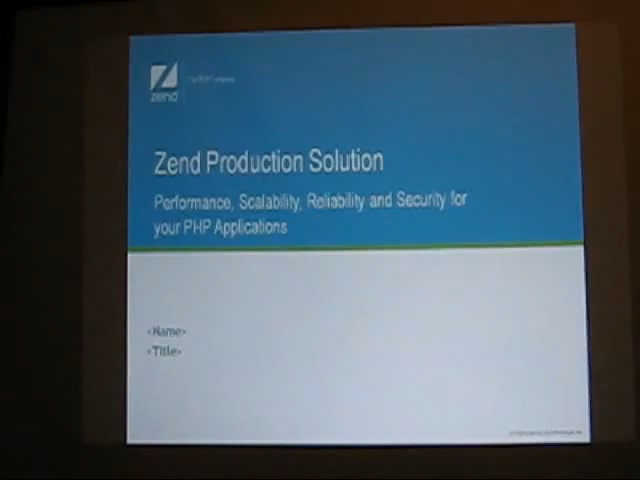 zend
Zend Production Solution
Performance, Scalability, Reliability and Security for
your PHP Applications
<Name>
<Title>